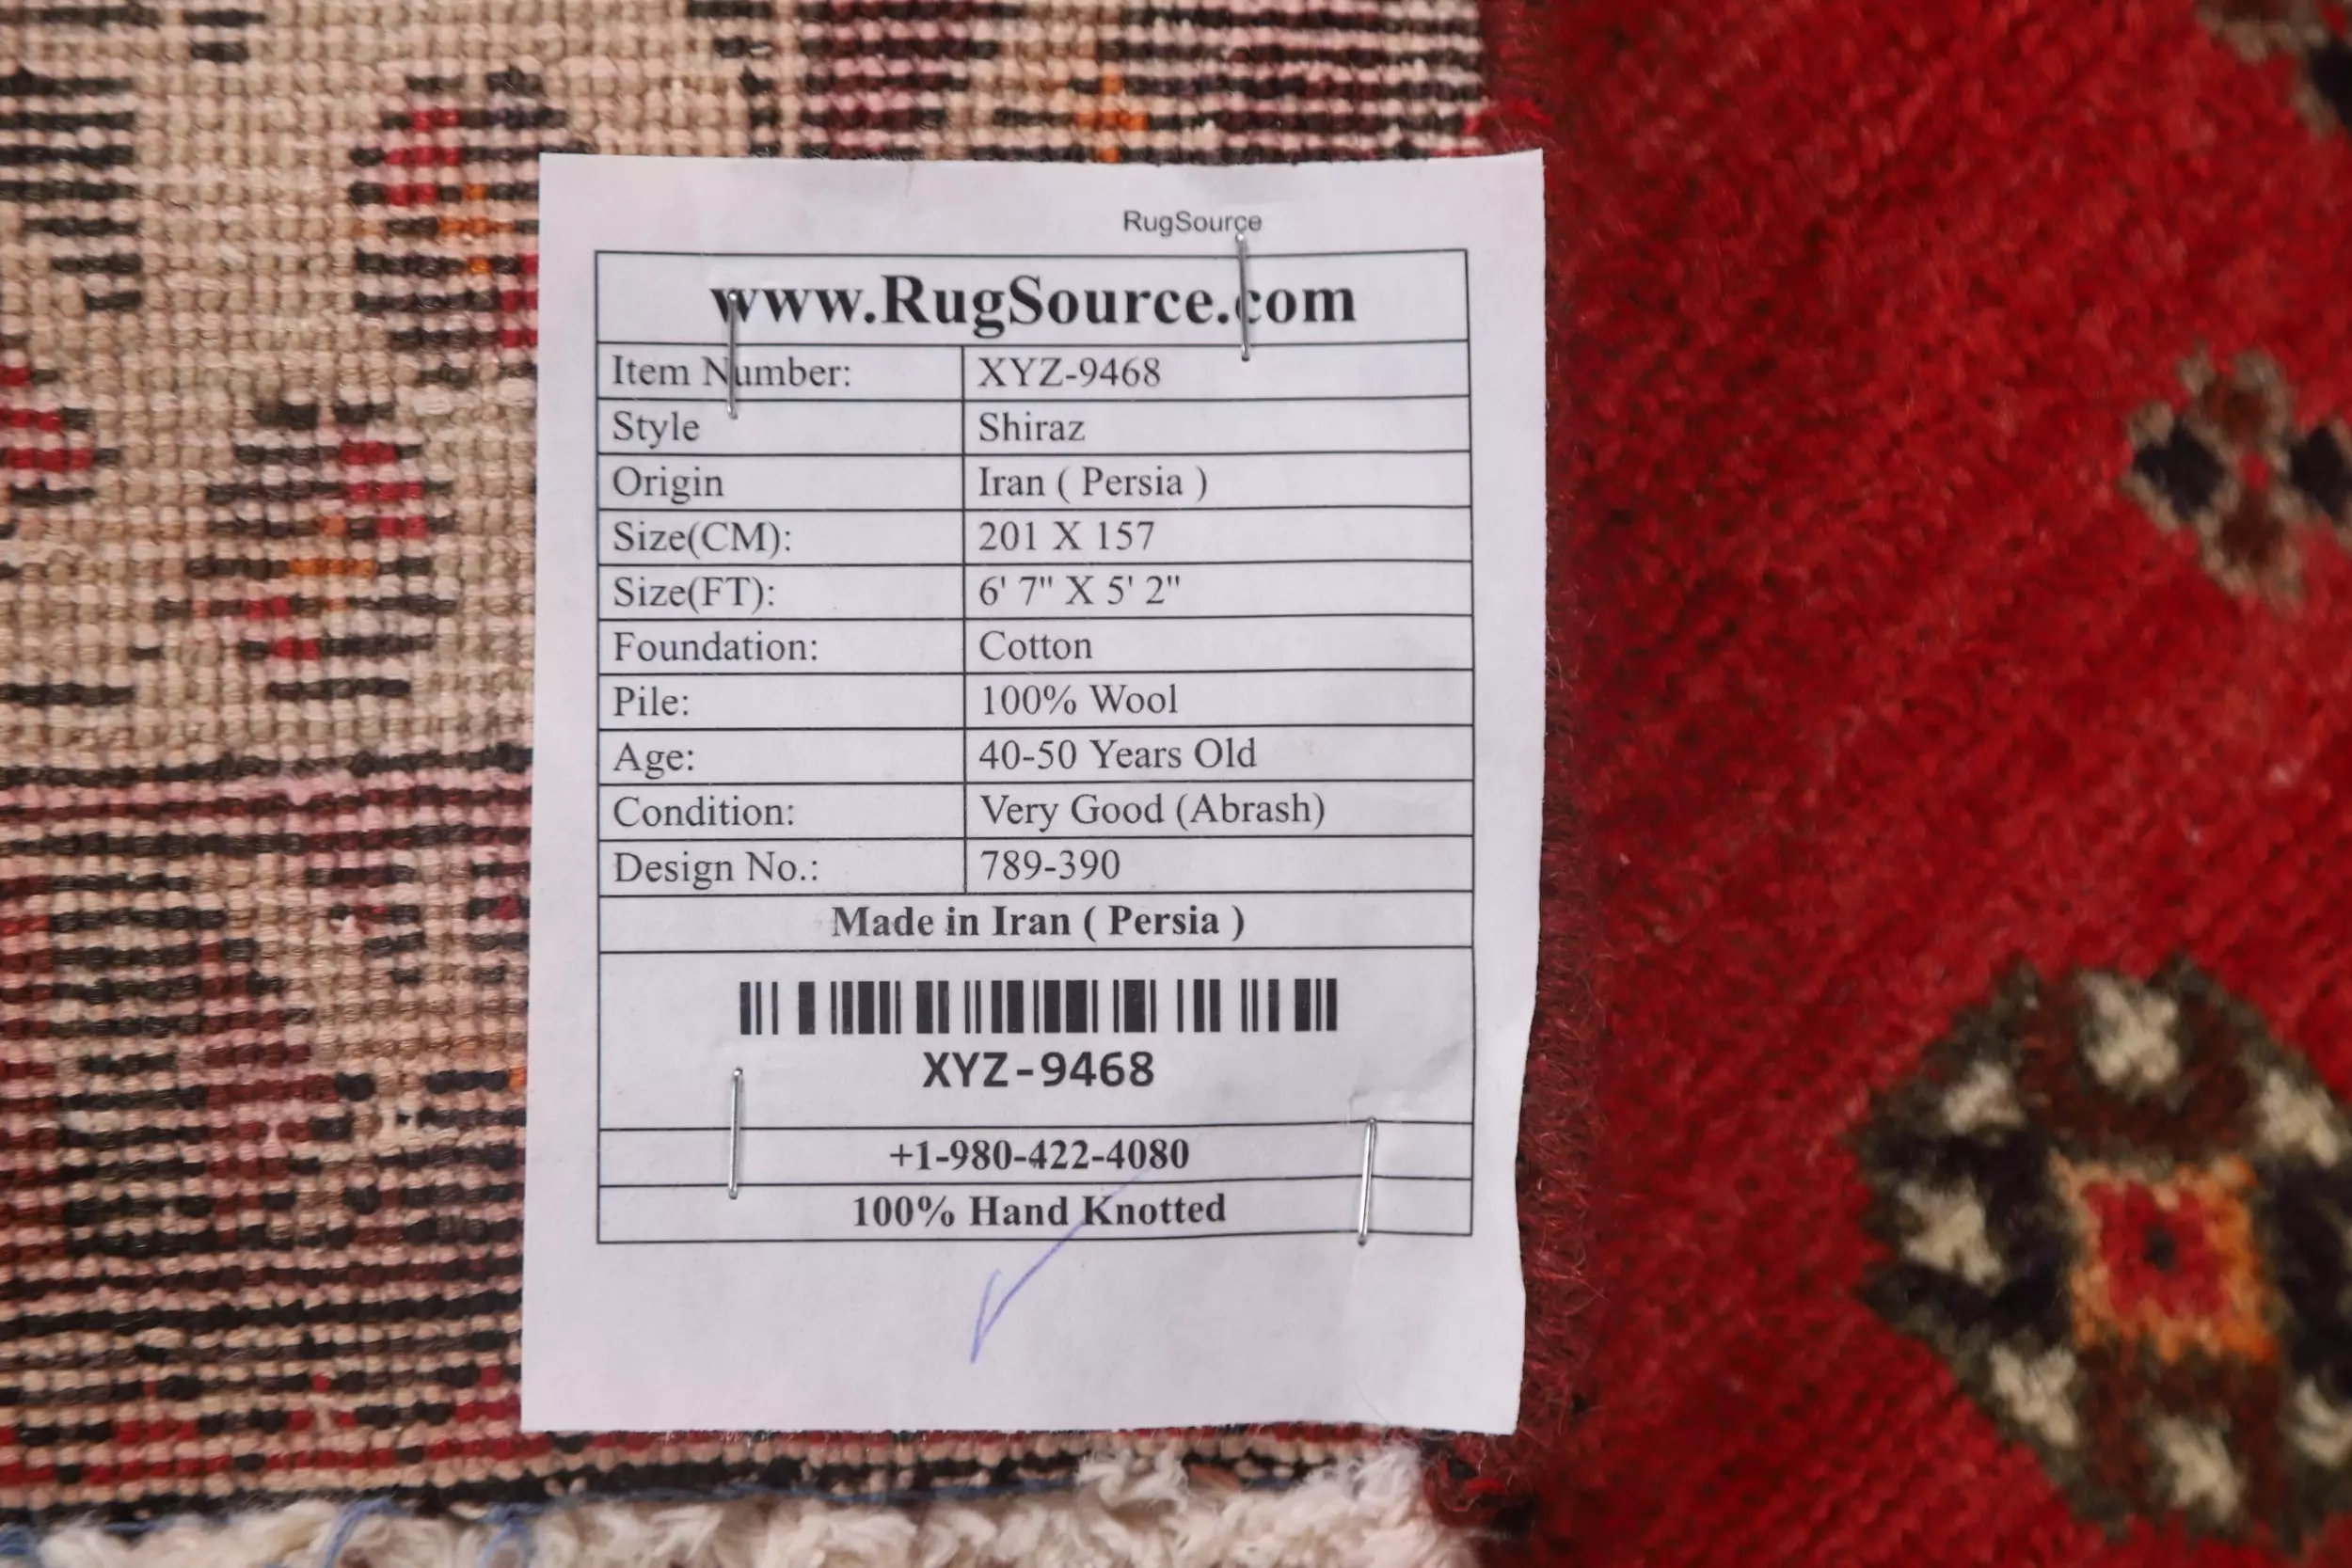 RugSource
www.RugSource.com
Item Number: XYZ-9468
Style Shiraz
Origin Iran ( Persia )
Size(CM): 201 X 157
Size(FT): 6' 7" X 5' 2"
Foundation: Cotton
Pile: 100% Wool
Age: 40-50 Years Old
Condition: Very Good (Abrash)
Design No.: 789-390
Made in Iran ( Persia )
XYZ-9468
+1-980-422-4080
100% Hand Knotted